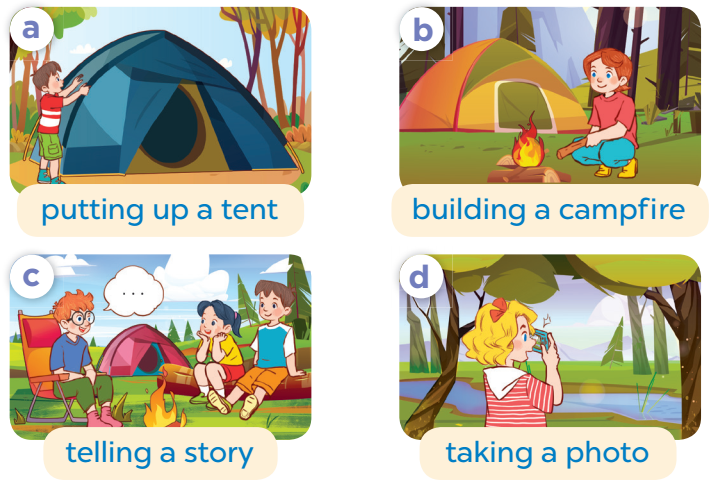 a
putting up a tent
b
building a campfire
c
...
telling a story
d
taking a photo